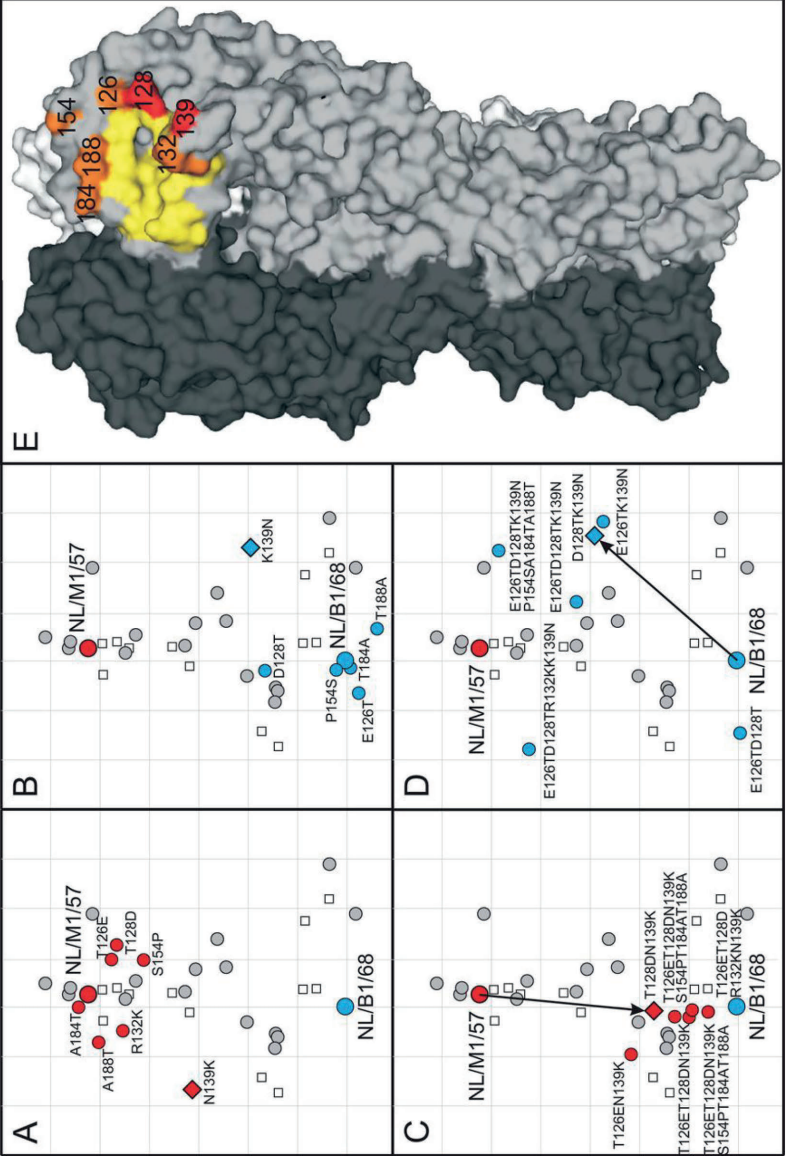 A
NL/M1/57
A184T
A188T
R132K
T126E
T128D
S154P
N139K
NL/B1/68
B
NL/M1/57
K139N
D128T
P154S
NL/B1/68
E126T
T184A
T188A
C
NL/M1/57
T126EN139K
T128DN139K
T126ET128DN139K
S154PT184AT188A
T126ET128DN139K
T126ET128DN139K
S154PT184AT188A
T126ET128D
R132KN139K
NL/B1/68
D
NL/M1/57
E126TD128TK139N
P154SA184TA188T
E126TD128TK139N
D128TK139N
E126TK139N
E126TD128TR132KK139N
E126TD128T
NL/B1/68
E
154
126
128
184
188
132
139